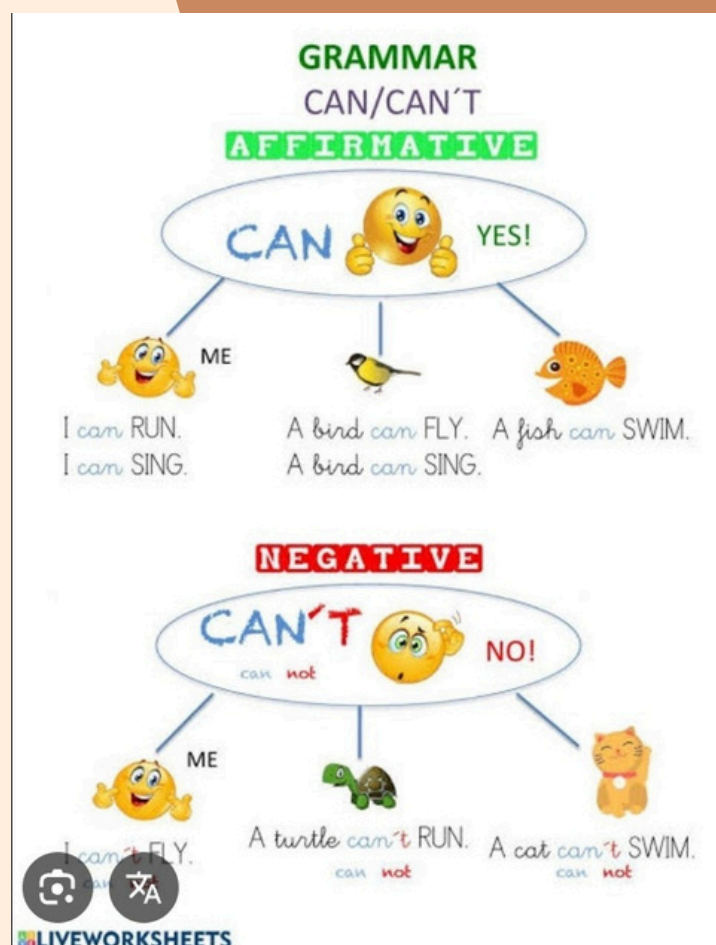 GRAMMAR
CAN/CAN´T
AFFIRMATIVE
CAN YES!
ME
I can RUN.
I can SING.
A bird can FLY.
A bird can SING.
A fish can SWIM.
NEGATIVE
CAN´T NO!
can not
ME
I can´t FLY.
can
A turtle can´t RUN.
can not
A cat can´t SWIM.
can not
LIVEWORKSHEETS